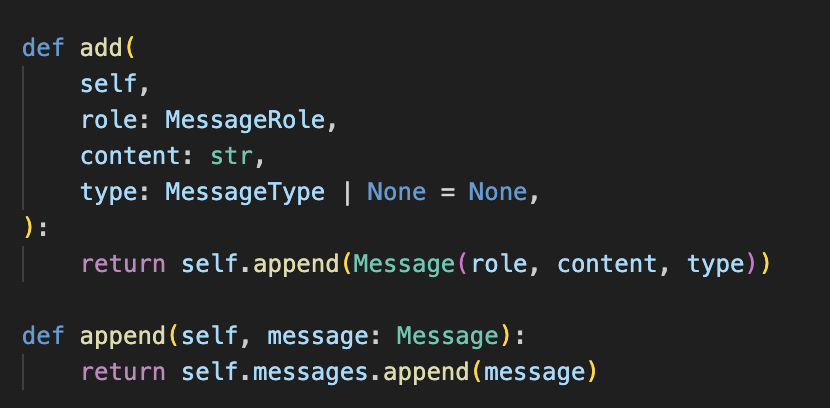 def add(
    self,
    role: MessageRole,
    content: str,
    type: MessageType | None = None,
):
    return self.append(Message(role, content, type))

def append(self, message: Message):
    return self.messages.append(message)